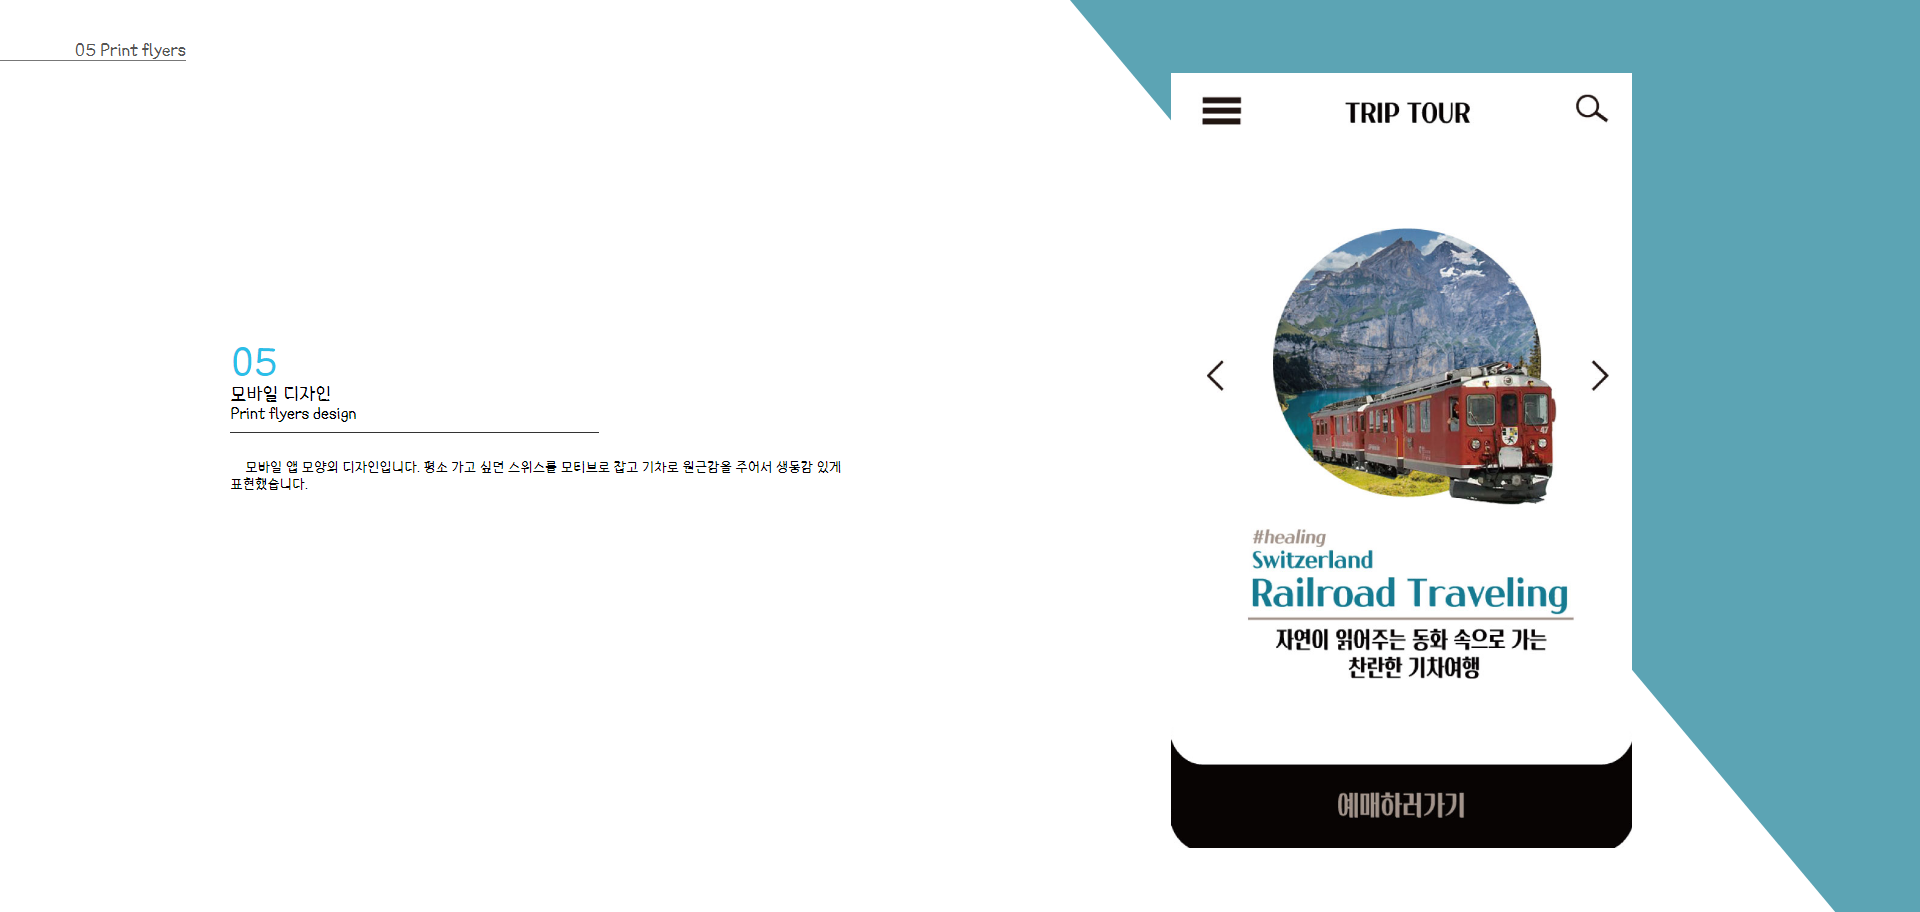 05 Print flyers
05
모바일 디자인
Print flyers design
모바일 앱 모양의 디자인입니다. 평소 가고 싶던 스위스를 모티브로 잡고 기차로 원근감을 주어서 생동감 있게
표현했습니다.
TRIP TOUR
47
#healing
Switzerland
Railroad Traveling
자연이 읽어주는 동화 속으로 가는
찬란한 기차여행
예매하러가기